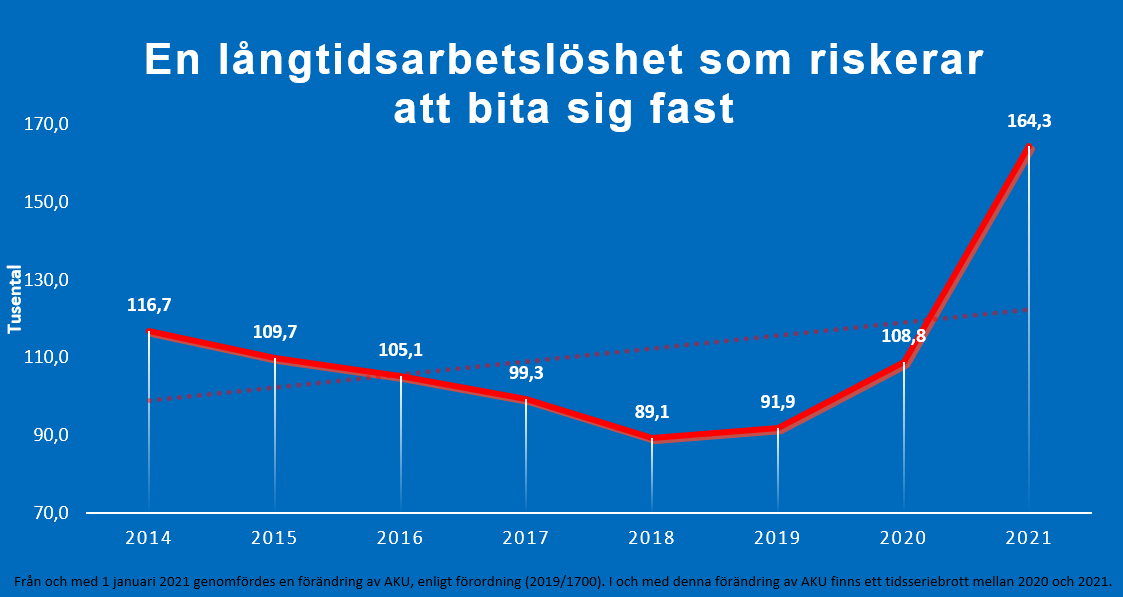 En långtidsarbetslöshet som riskerar
att bita sig fast
Tusental
170,0
150,0
130,0
110,0
90,0
70,0
116,7
109,7
105,1
99,3
89,1
91,9
108,8
164,3
2014 2015 2016 2017 2018 2019 2020 2021
Från och med 1 januari 2021 genomfördes en förändring av AKU, enligt förordning (2019/1700). I och med denna förändring av AKU finns ett tidsseriebrott mellan 2020 och 2021.